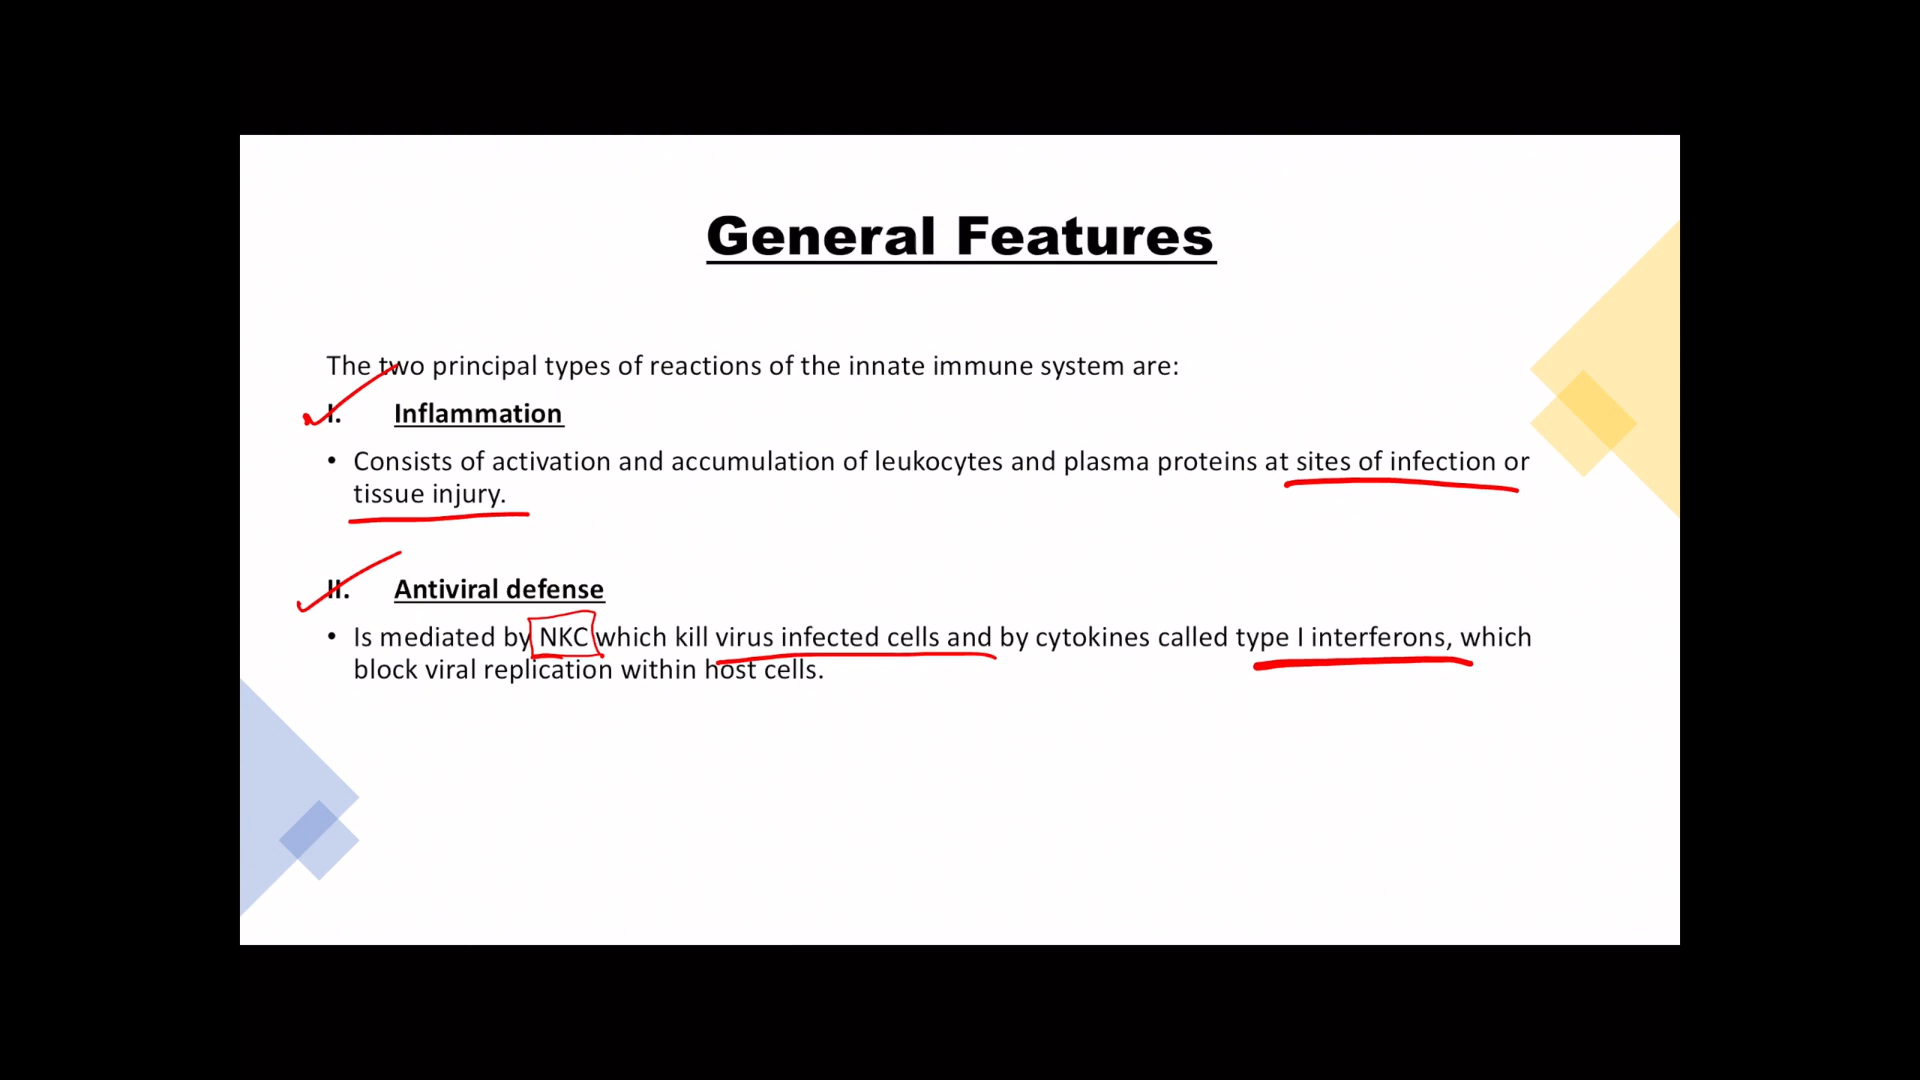 General Features
The two principal types of reactions of the innate immune system are:
I. Inflammation
• Consists of activation and accumulation of leukocytes and plasma proteins at sites of infection or
tissue injury.
II. Antiviral defense
• Is mediated by NKC which kill virus infected cells and by cytokines called type I interferons, which
block viral replication within host cells.